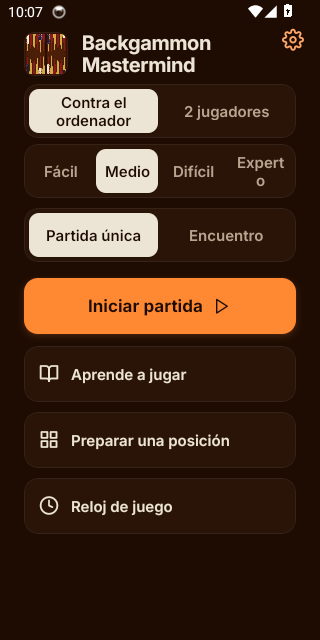 10:07
Backgammon
Mastermind
Contra el
ordenador
2 jugadores
Fácil
Medio
Difícil
Expert
o
Partida única
Encuentro
Iniciar partida
Aprende a jugar
Preparar una posición
Reloj de juego